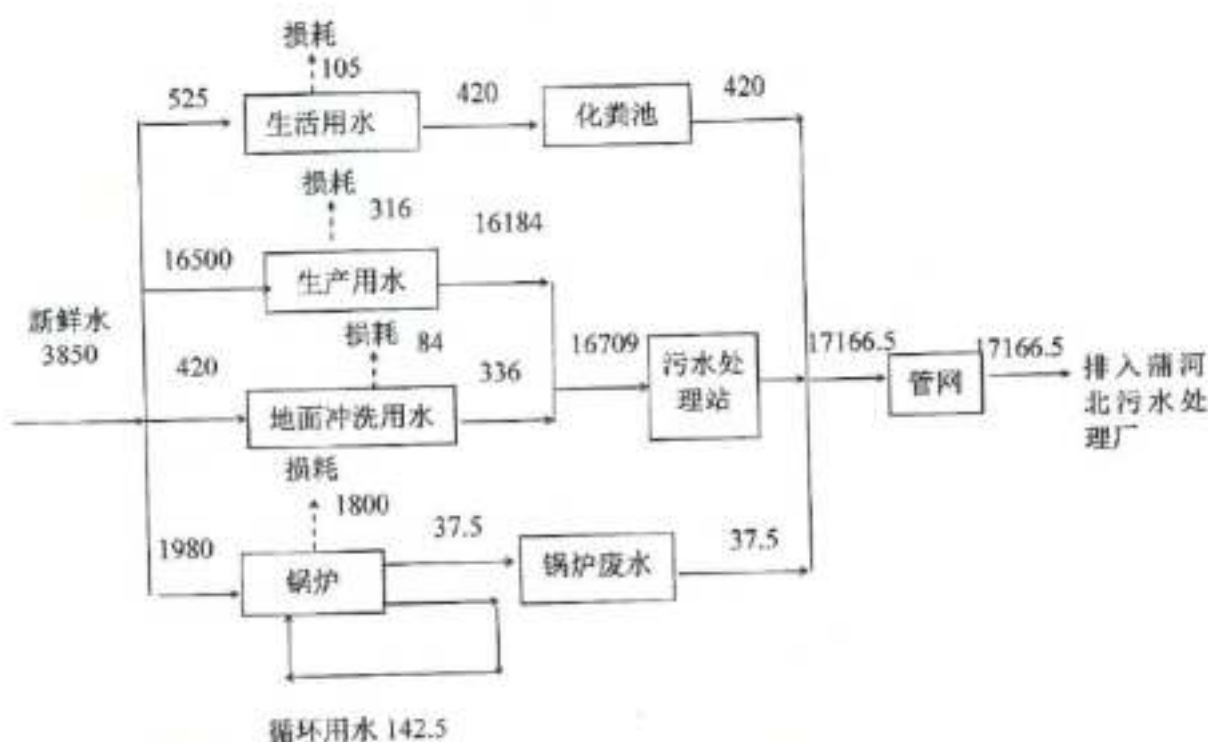 损耗
105
525
生活用水
420
化粪池
420
损耗
316
16184
16500
生产用水
新鲜水
3850
损耗
84
420
地面冲洗用水
336
16709
污水处
理站
17166.5
管网
17166.5
排入蒲河
北污水处
理厂
损耗
1800
1980
锅炉
37.5
锅炉废水
37.5
循环用水 142.5